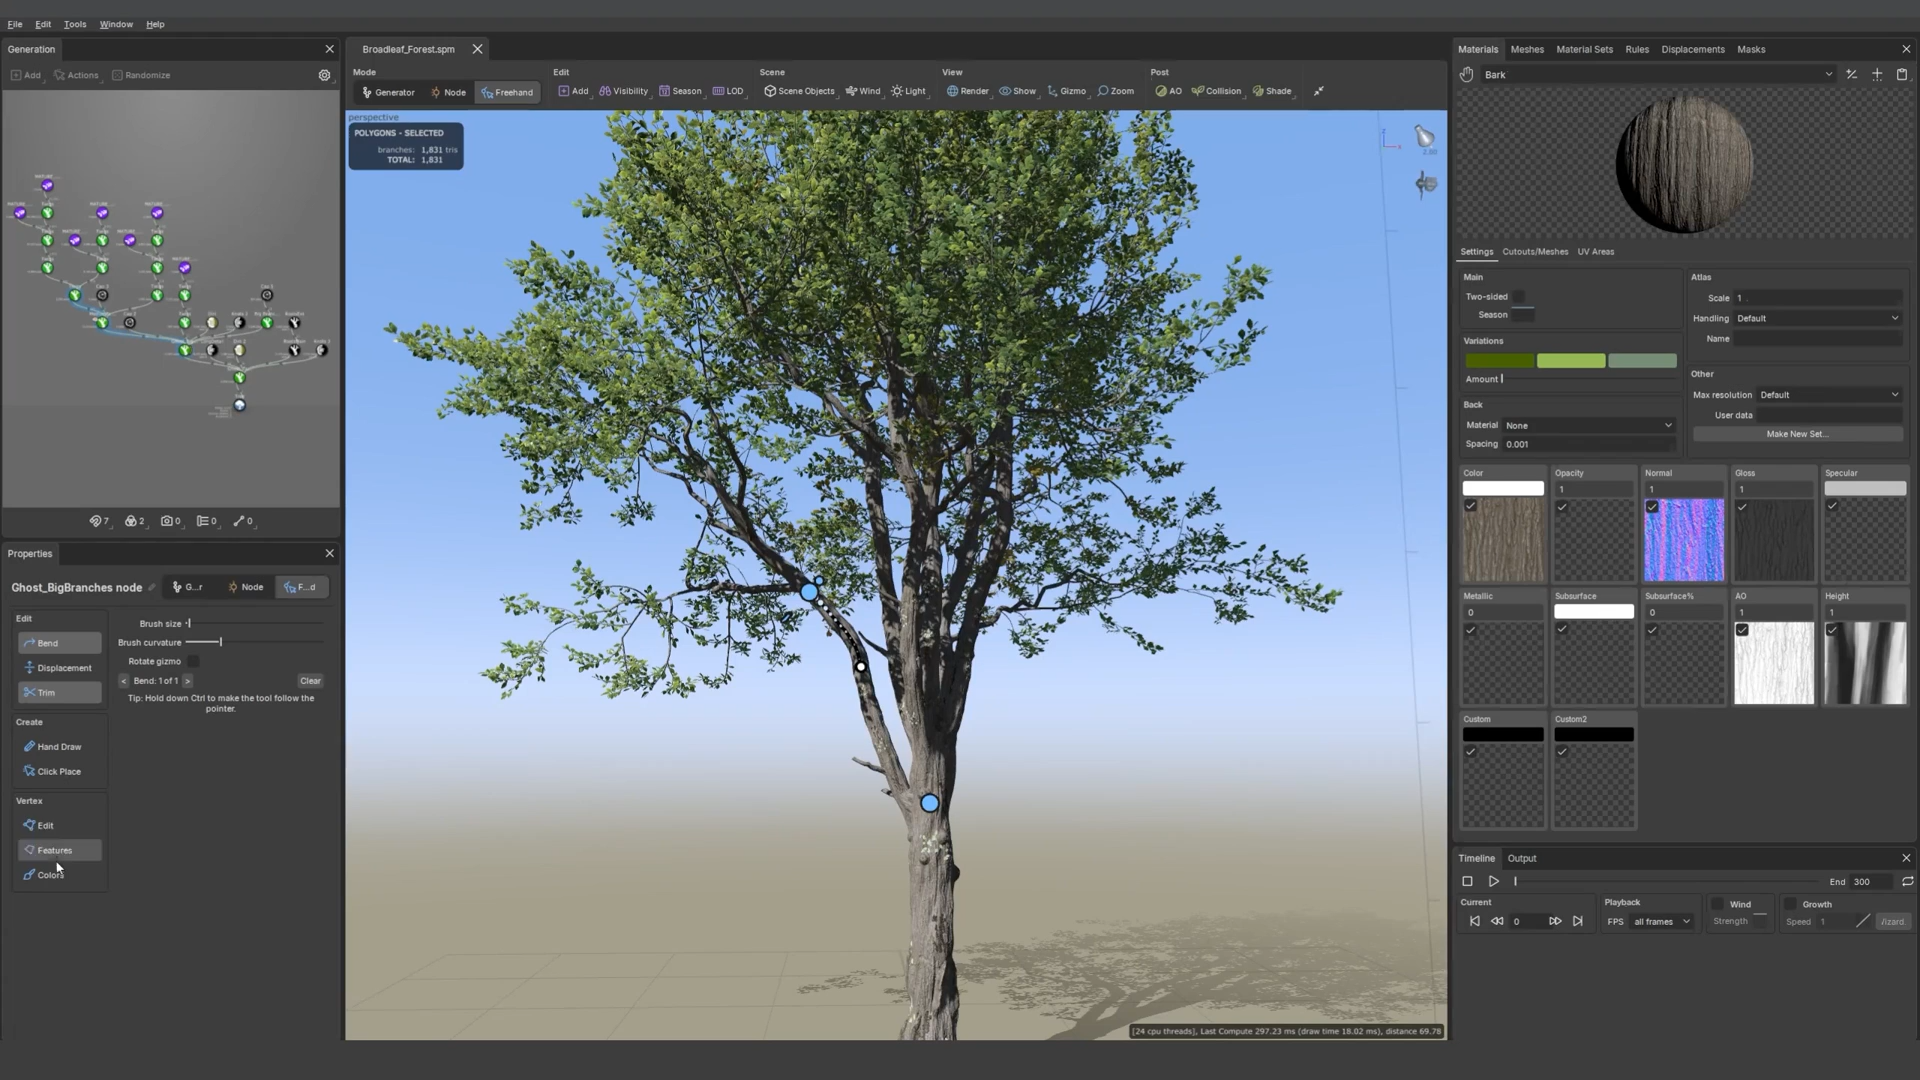 File Edit Tools Window Help
Generation
Add Actions Randomize
7 2 0 0 0
Properties
Ghost_BigBranches node G...r Node F...d
Edit
Bend
Displacement
Trim
Create
Hand Draw
Click Place
Vertex
Edit
Features
Colors
Brush size
Brush curvature
Rotate gizmo
< Bend: 1 of 1 > Clear
Tip: Hold down Ctrl to make the tool follow the
pointer.
Broadleaf_Forest.spm
Mode Edit Scene View Post
Generator Node Freehand Add Visibility Season LOD Scene Objects Wind Light Render Show Gizmo Zoom AO Collision Shade
perspective
POLYGONS - SELECTED
branches: 1,831 tris
TOTAL: 1,831
[24 cpu threads], Last Compute 297.23 ms (draw time 18.02 ms), distance 69.78
Materials Meshes Material Sets Rules Displacements Masks
Bark
Settings Cutouts/Meshes UV Areas
Main
Two-sided
Season
Variations
Amount
Back
Material None
Spacing 0.001
Atlas
Scale 1
Handling Default
Name
Other
Max resolution Default
User data
Make New Set...
Color Opacity Normal Gloss Specular
1 1 1
Metallic Subsurface Subsurface% AO Height
0 0 1 1
Custom Custom2
Timeline Output
End 300
Current Playback Wind Growth
0 FPS all frames Strength Speed 1 /izard.